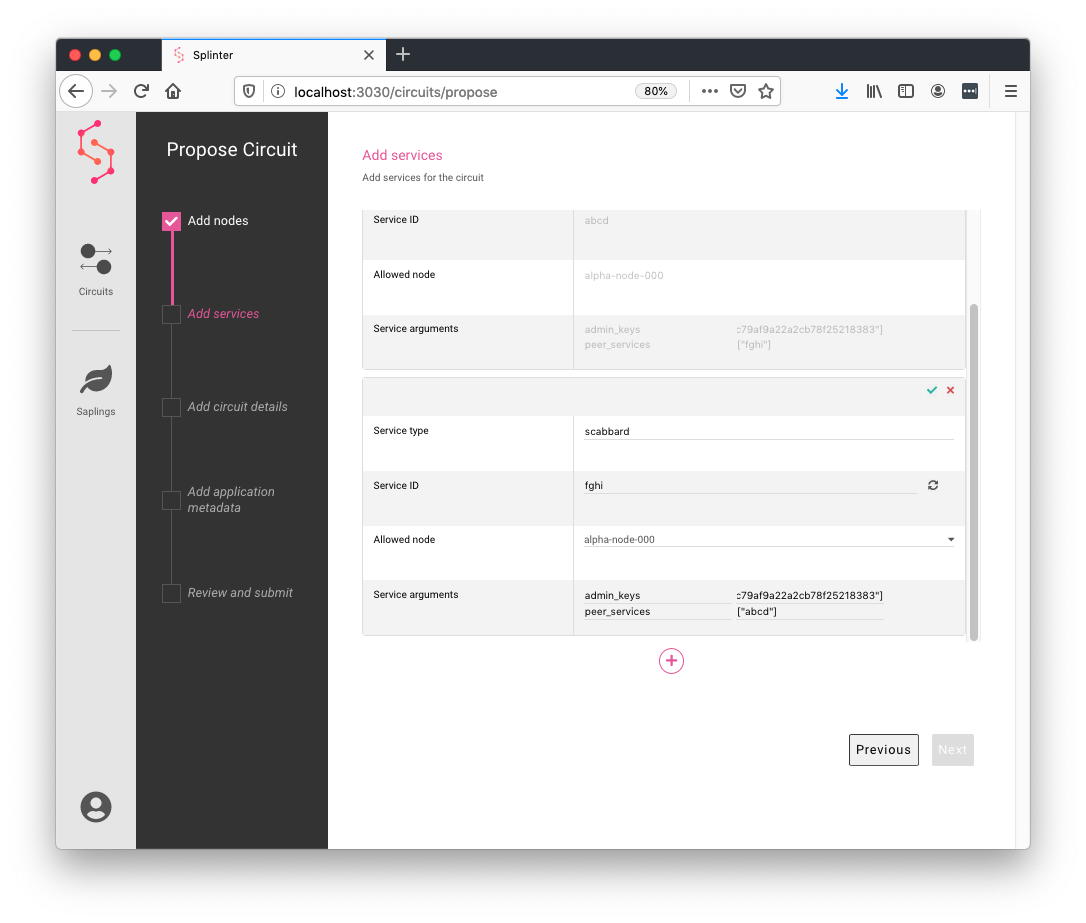 Splinter
localhost:3030/circuits/propose
80%
Propose Circuit
Add nodes
Add services
Add circuit details
Add application
metadata
Review and submit
Circuits
Saplings
Add services
Add services for the circuit
Service ID
abcd
Allowed node
alpha-node-000
Service arguments
admin_keys
c79af9a22a2cb78f25218383"]
peer_services
["fghi"]
Service type
scabbard
Service ID
fghi
Allowed node
alpha-node-000
Service arguments
admin_keys
c79af9a22a2cb78f25218383"]
peer_services
["abcd"]
Previous
Next